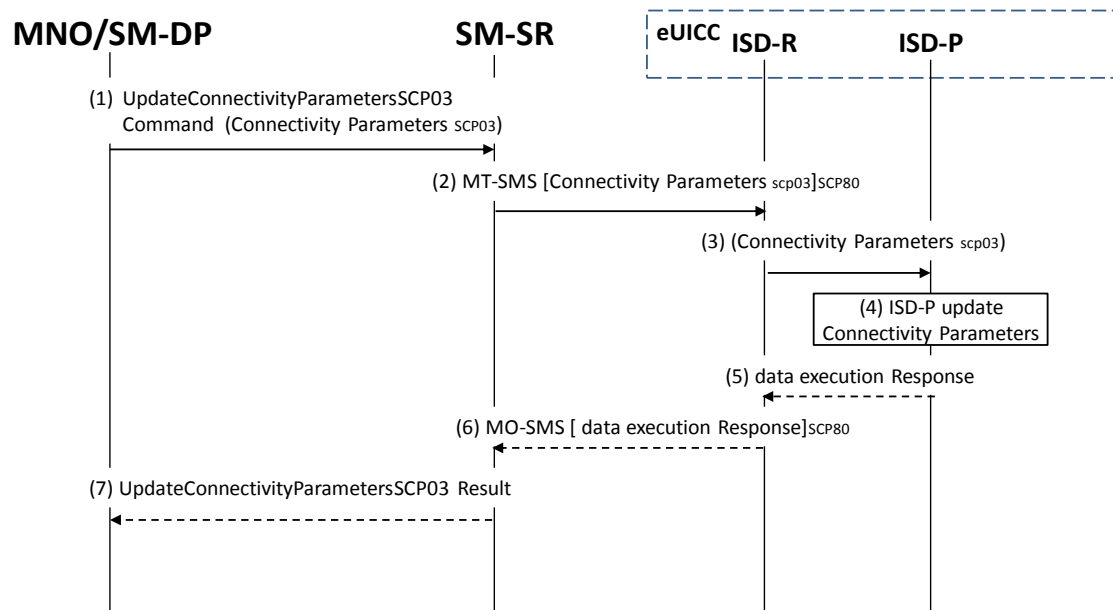 MNO/SM-DP
SM-SR
eUICC
ISD-R
ISD-P
(1) UpdateConnectivityParametersSCP03
Command (Connectivity Parameters SCP03)
(2) MT-SMS [Connectivity Parameters scp03]SCP80
(3) (Connectivity Parameters scp03)
(4) ISD-P update
Connectivity Parameters
(5) data execution Response
(6) MO-SMS [ data execution Response]SCP80
(7) UpdateConnectivityParametersSCP03 Result